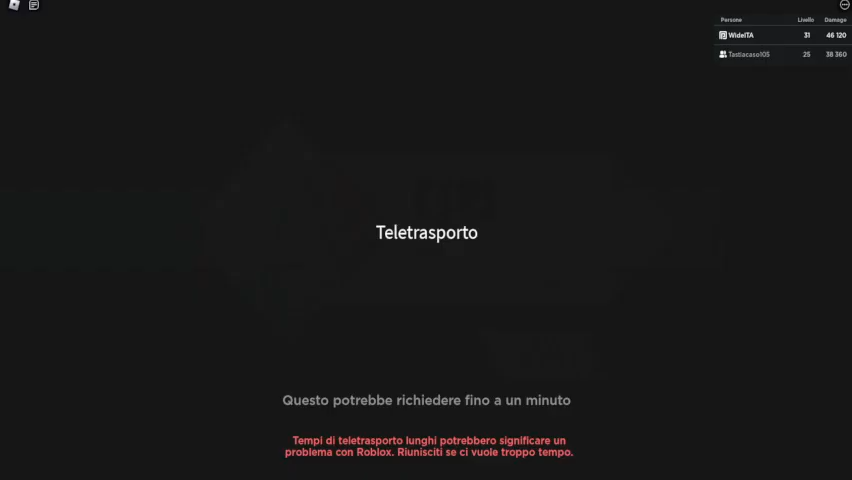 Persone Livello Damage
WideITA 31 46 120
Tastiacaso105 25 38 360
Teletrasporto
Questo potrebbe richiedere fino a un minuto
Tempi di teletrasporto lunghi potrebbero significare un
problema con Roblox. Riunisciti se ci vuole troppo tempo.